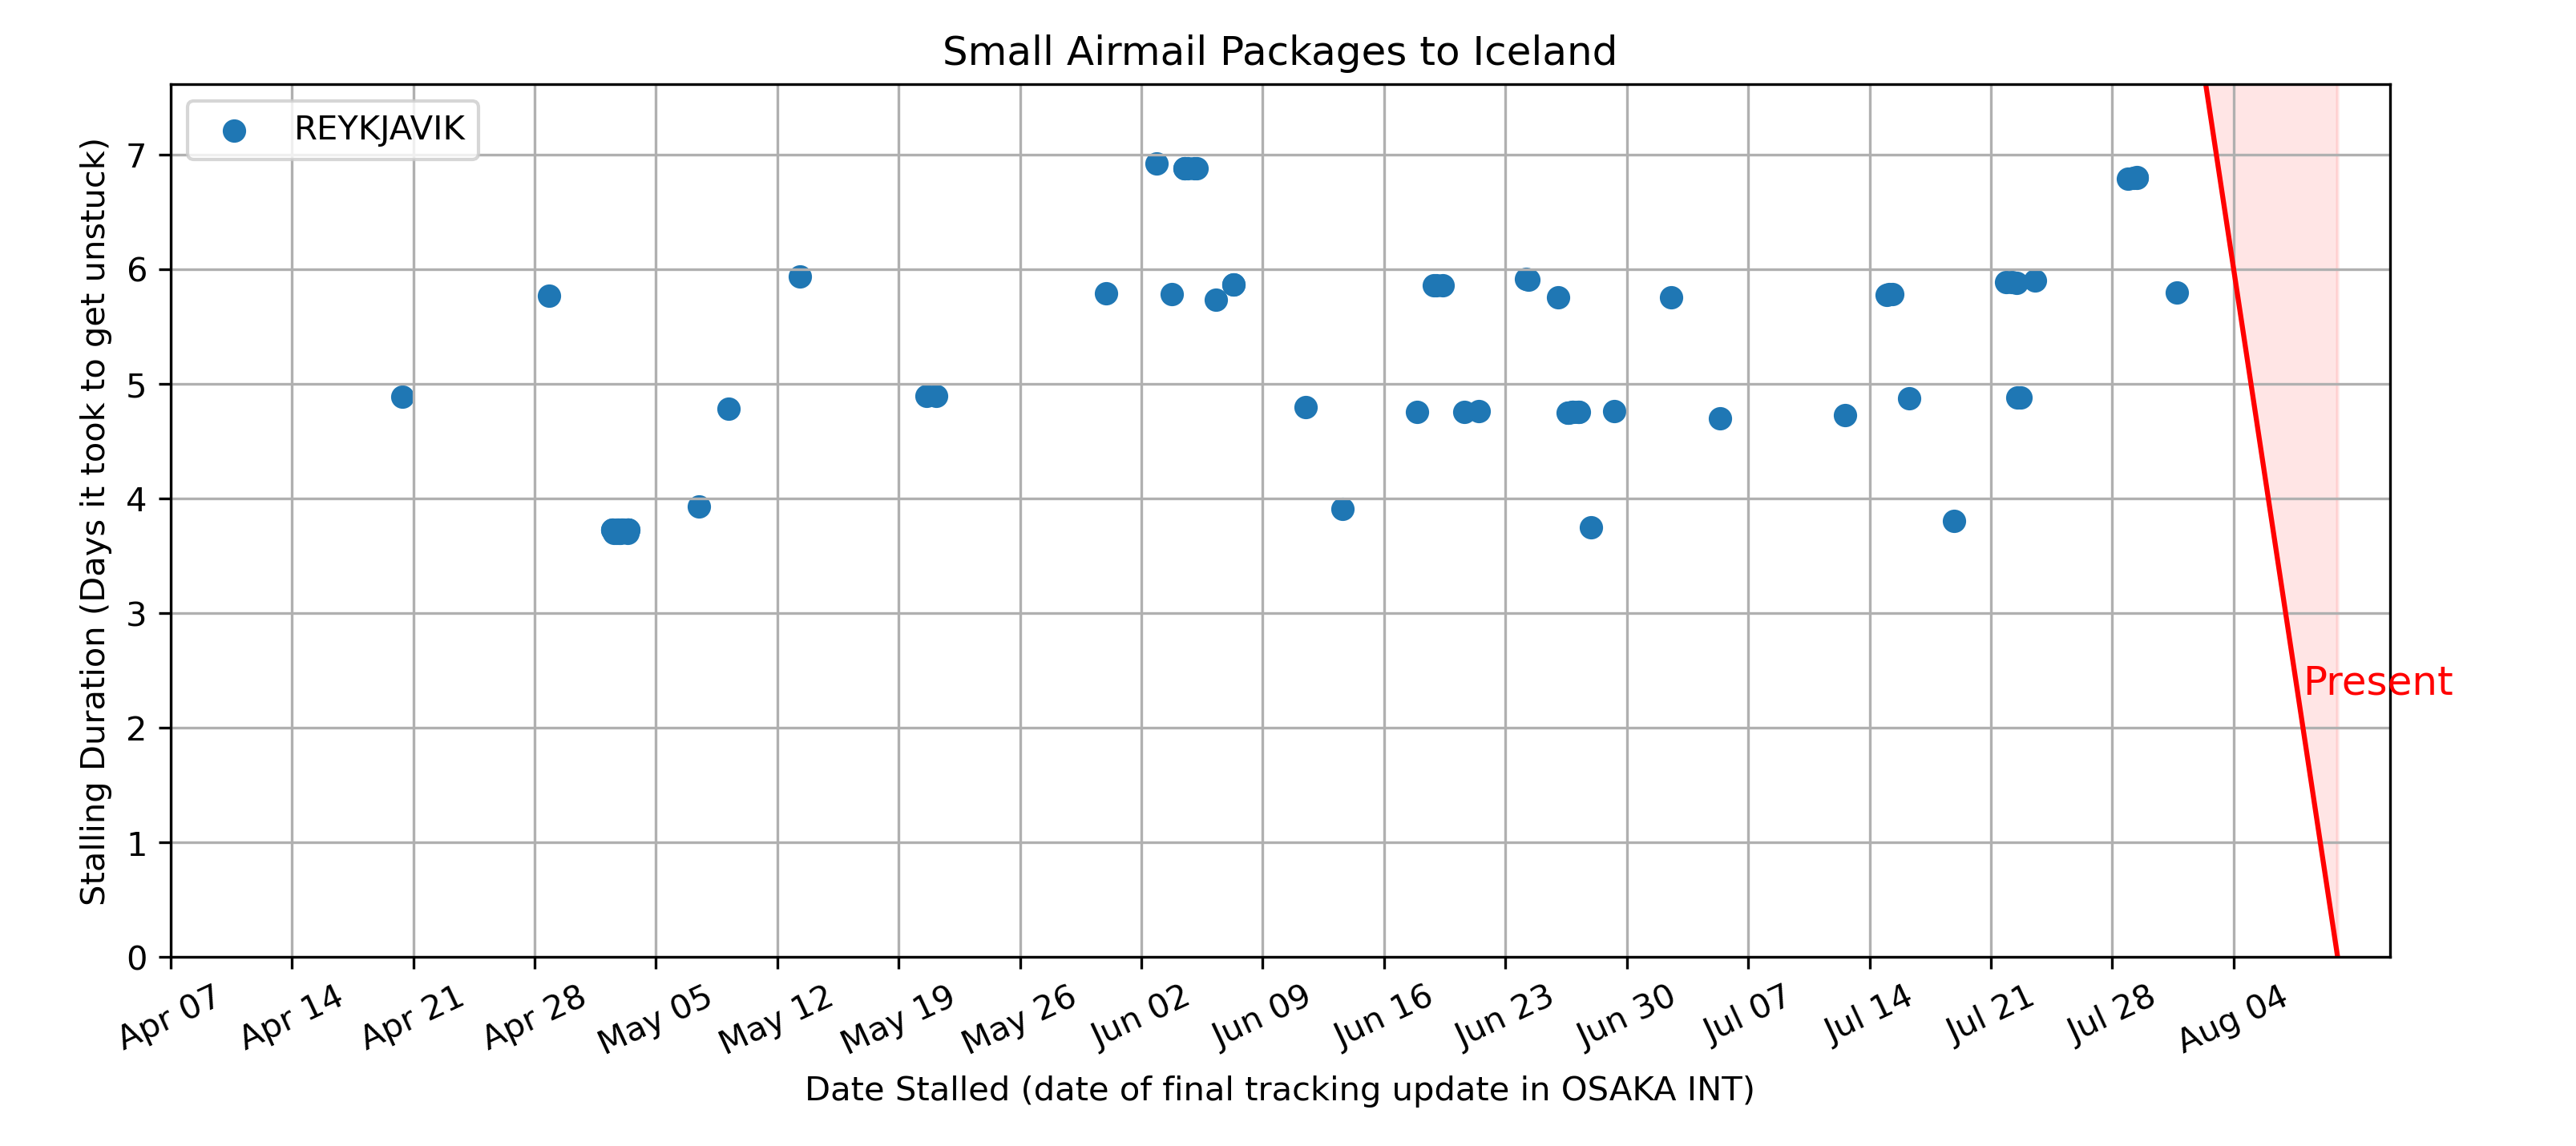 Small Airmail Packages to Iceland
REYKJAVIK
Stalling Duration (Days it took to get unstuck)
7
6
5
4
3
2
1
0
Present
Apr 07
Apr 14
Apr 21
Apr 28
May 05
May 12
May 19
May 26
Jun 02
Jun 09
Jun 16
Jun 23
Jun 30
Jul 07
Jul 14
Jul 21
Jul 28
Aug 04
Date Stalled (date of final tracking update in OSAKA INT)